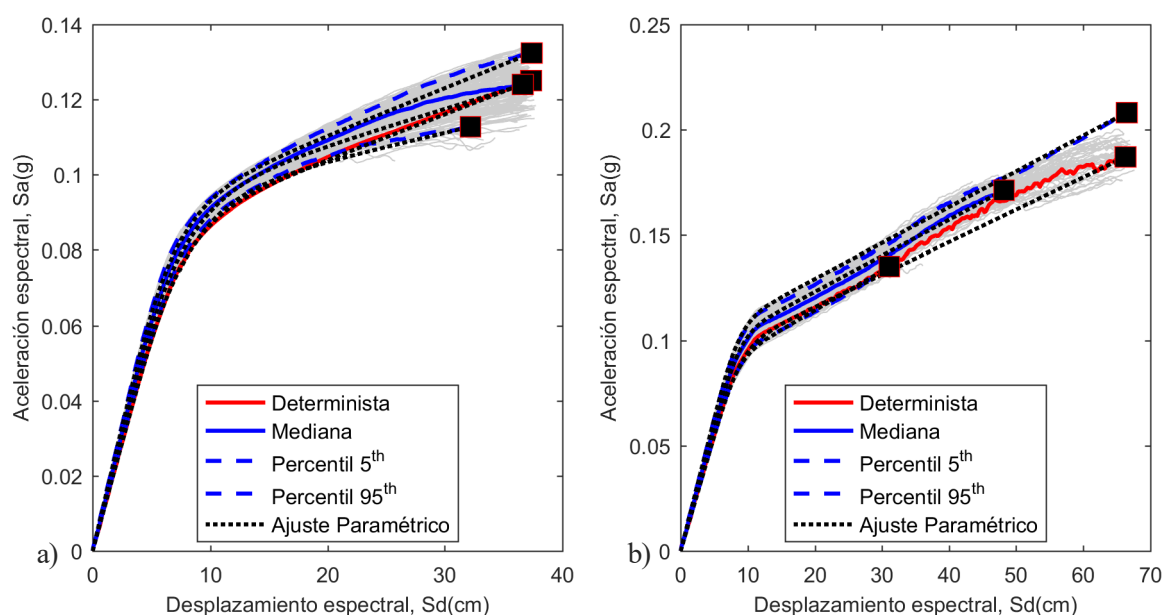 0.14
0.12
0.1
0.08
0.06
0.04
0.02
0
Aceleración espectral, Sa(g)
Determinista
Mediana
Percentil 5th
Percentil 95th
Ajuste Paramétrico
a)
0 10 20 30 40
Desplazamiento espectral, Sd(cm)
0.25
0.2
0.15
0.1
0.05
0
Aceleración espectral, Sa(g)
Determinista
Mediana
Percentil 5th
Percentil 95th
Ajuste Paramétrico
b)
0 10 20 30 40 50 60 70
Desplazamiento espectral, Sd(cm)